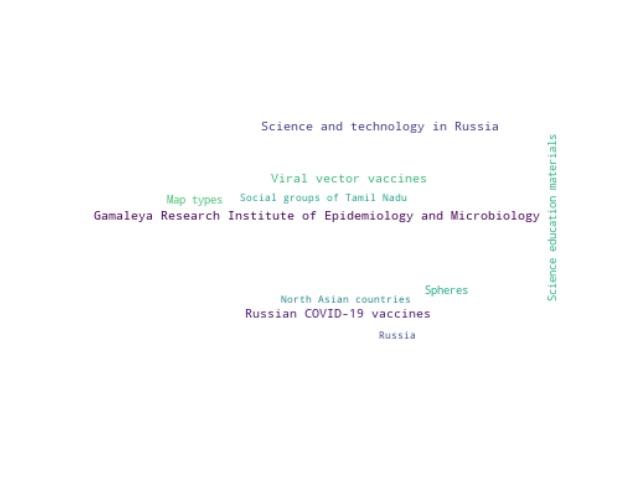 Science and technology in Russia
Science education materials
Viral vector vaccines
Map types
Social groups of Tamil Nadu
Gamaleya Research Institute of Epidemiology and Microbiology
Spheres
North Asian countries
Russian COVID-19 vaccines
Russia